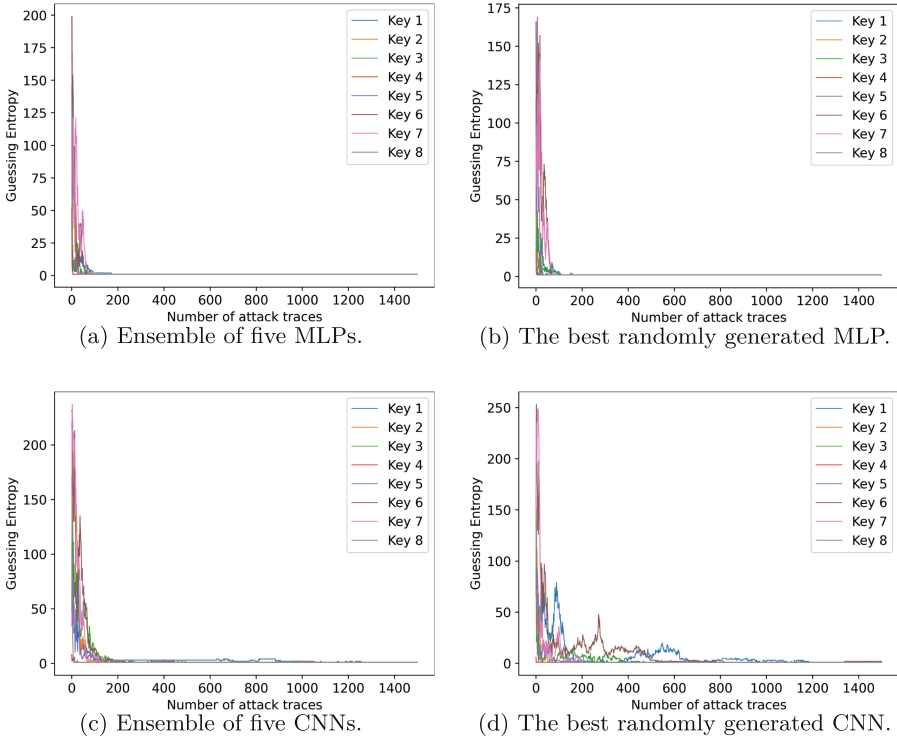 200
175
150
125
100
75
50
25
0
Guessing Entropy
Key 1
Key 2
Key 3
Key 4
Key 5
Key 6
Key 7
Key 8
0 200 400 600 800 1000 1200 1400
Number of attack traces
(a) Ensemble of five MLPs.
175
150
125
100
75
50
25
0
Guessing Entropy
Key 1
Key 2
Key 3
Key 4
Key 5
Key 6
Key 7
Key 8
0 200 400 600 800 1000 1200 1400
Number of attack traces
(b) The best randomly generated MLP.
200
150
100
50
0
Guessing Entropy
Key 1
Key 2
Key 3
Key 4
Key 5
Key 6
Key 7
Key 8
0 200 400 600 800 1000 1200 1400
Number of attack traces
(c) Ensemble of five CNNs.
250
200
150
100
50
0
Guessing Entropy
Key 1
Key 2
Key 3
Key 4
Key 5
Key 6
Key 7
Key 8
0 200 400 600 800 1000 1200 1400
Number of attack traces
(d) The best randomly generated CNN.